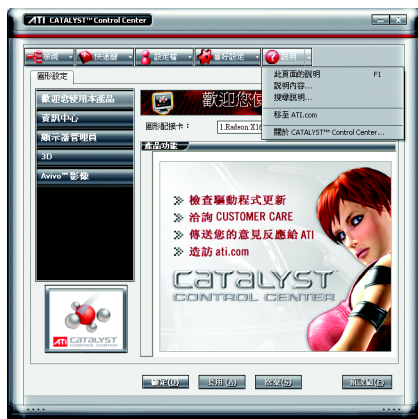 ATI CATALYST™ Control Center
檢視
快速鍵
設定檔
喜好設定
說明
圖形設定
此頁面的說明 F1
說明內容...
搜尋說明...
移至 ATI.com
關於 CATALYST™ Control Center...
歡迎您使用本產品
資訊中心
顯示器管理員
3D
Avivo™ 影像
歡迎您使
圖形配接卡：
1.Radeon X16
產品功能
檢查驅動程式更新
洽詢 CUSTOMER CARE
傳送您的意見反應給 ATI
造訪 ati.com
CATALYST
CONTROL CENTER
ATI CATALYST
CONTROL CENTER
確定(O)
套用(A)
預設值(D)